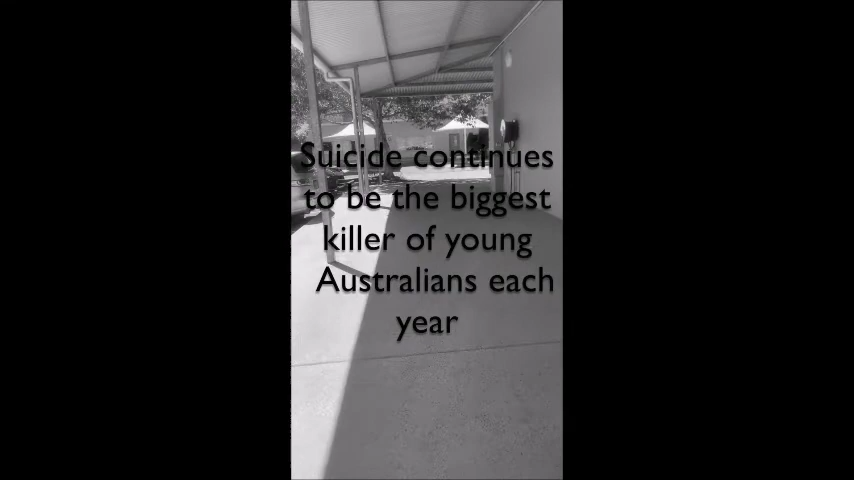 Suicide continues
to be the biggest
killer of young
Australians each
year